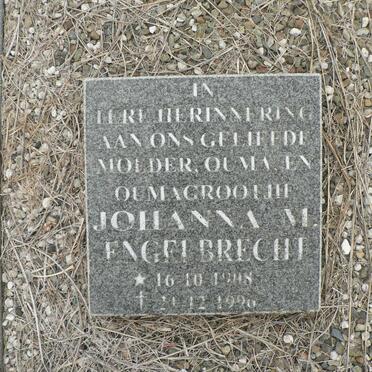 IN
TERE HERINNERING
AAN ONS GELIEFDE
MOEDER, OUMA EN
OUMAGROOTJIE
JOHANNA M.
ENGELBRECHT
★ 16·10·1908
† 21·12·1996